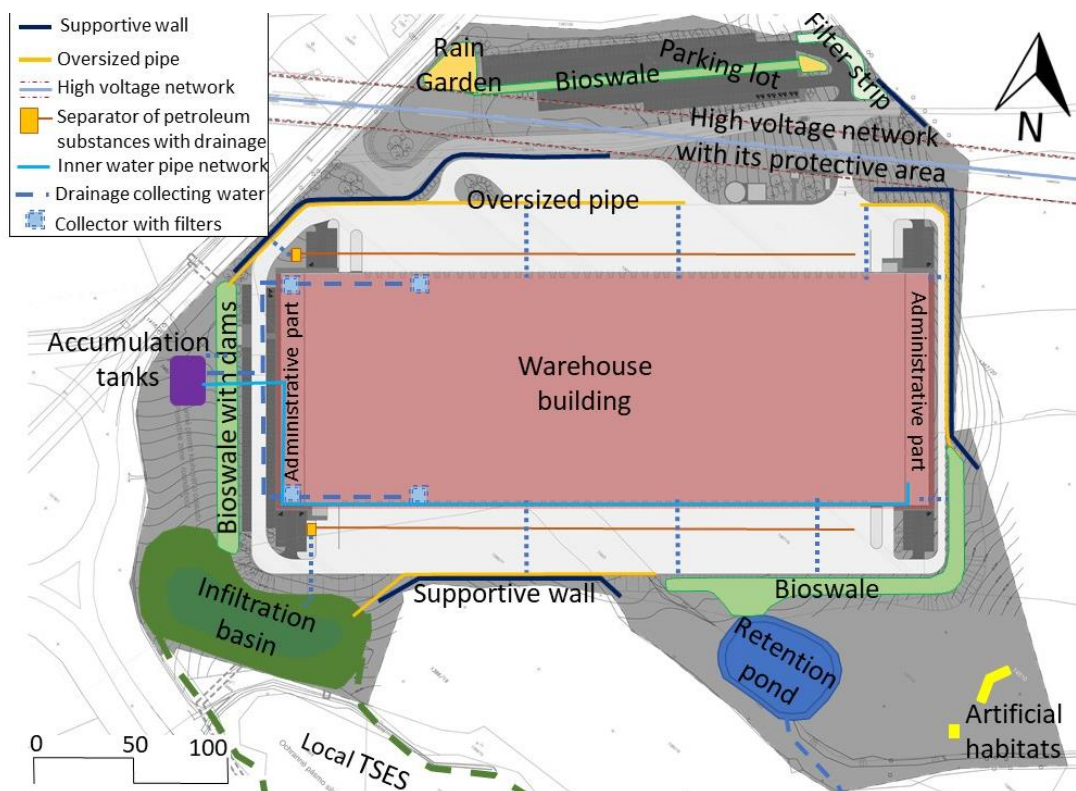 Supportive wall
Oversized pipe
High voltage network
Separator of petroleum
substances with drainage
Inner water pipe network
Drainage collecting water
Collector with filters
Rain
Garden
Bioswale
Parking lot
Filter strip
N
High voltage network
with its protective area
Oversized pipe
Accumulation
tanks
Bioswale with dams
Administrative part
Warehouse
building
Administrative part
Infiltration
basin
Supportive wall
Bioswale
Retention
pond
Artificial
habitats
Local TSES
0 50 100